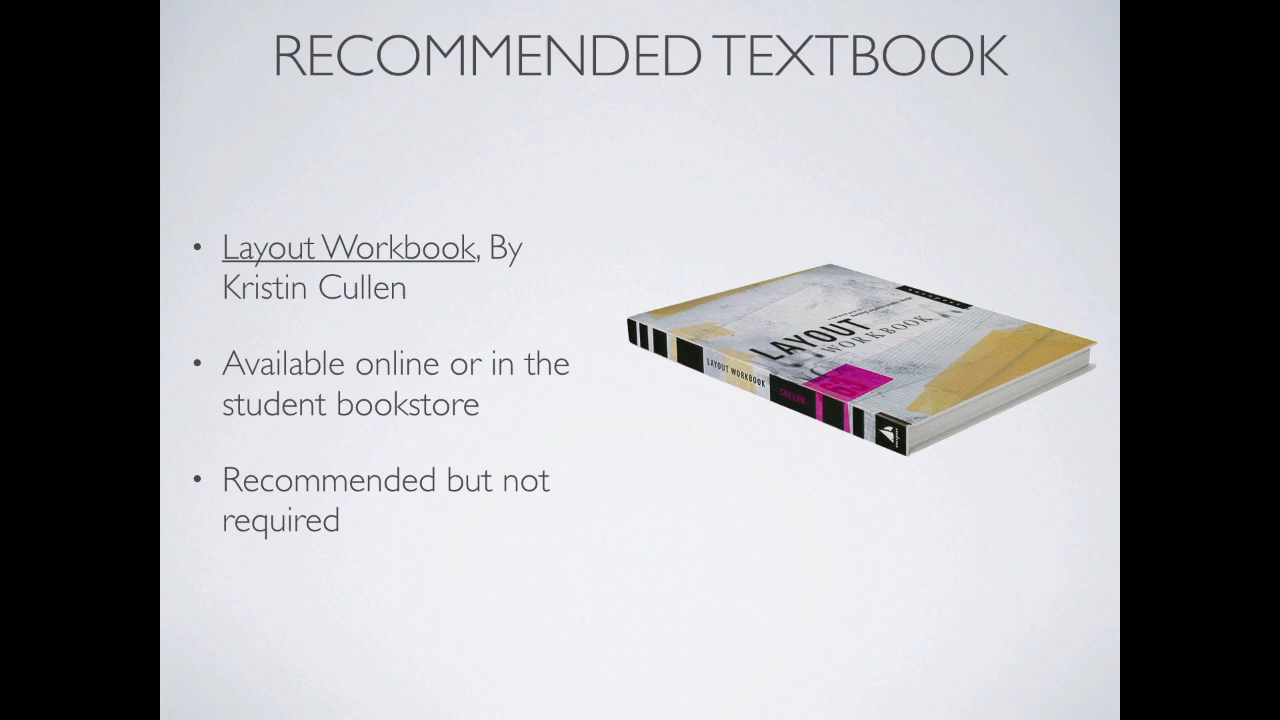 RECOMMENDED TEXTBOOK
• Layout Workbook, By
Kristin Cullen
• Available online or in the
student bookstore
• Recommended but not
required
LAYOUT
WORKBOOK
LAYOUT WORKBOOK
CULLEN